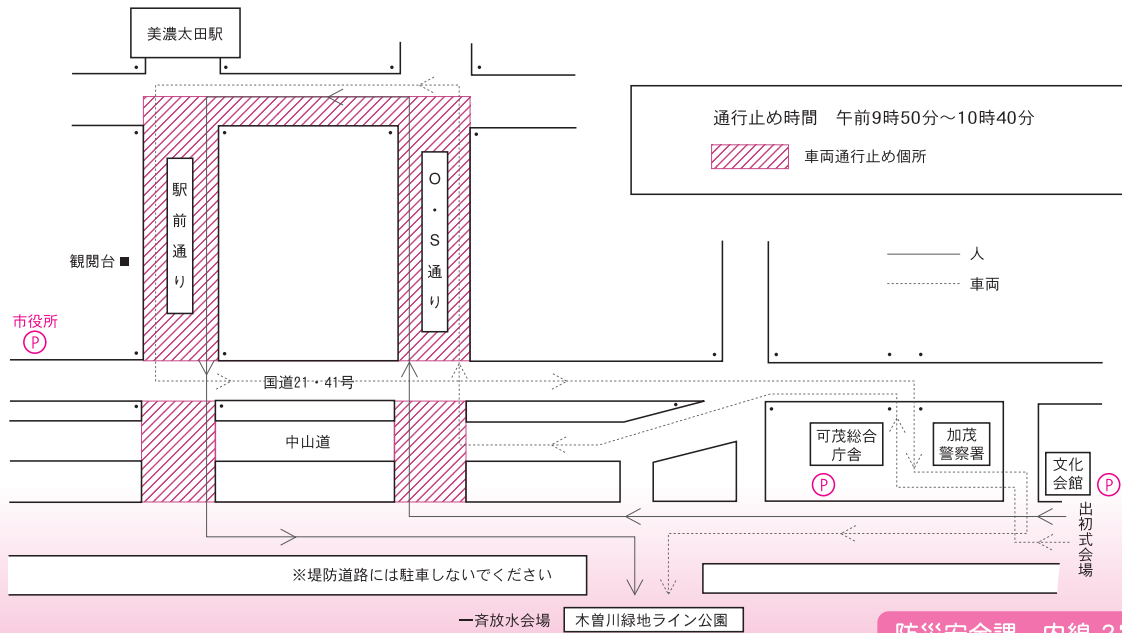 美濃太田駅
通行止め時間 午前9時50分～10時40分
車両通行止め個所
駅前通り
O・S通り
観閲台
人
車両
市役所
P
国道21・41号
中山道
可茂総合
庁舎
P
加茂
警察署
文化
会館
P
出初式会場
※堤防道路には駐車しないでください
一斉放水会場
木曽川緑地ライン公園
防災安全課 内線